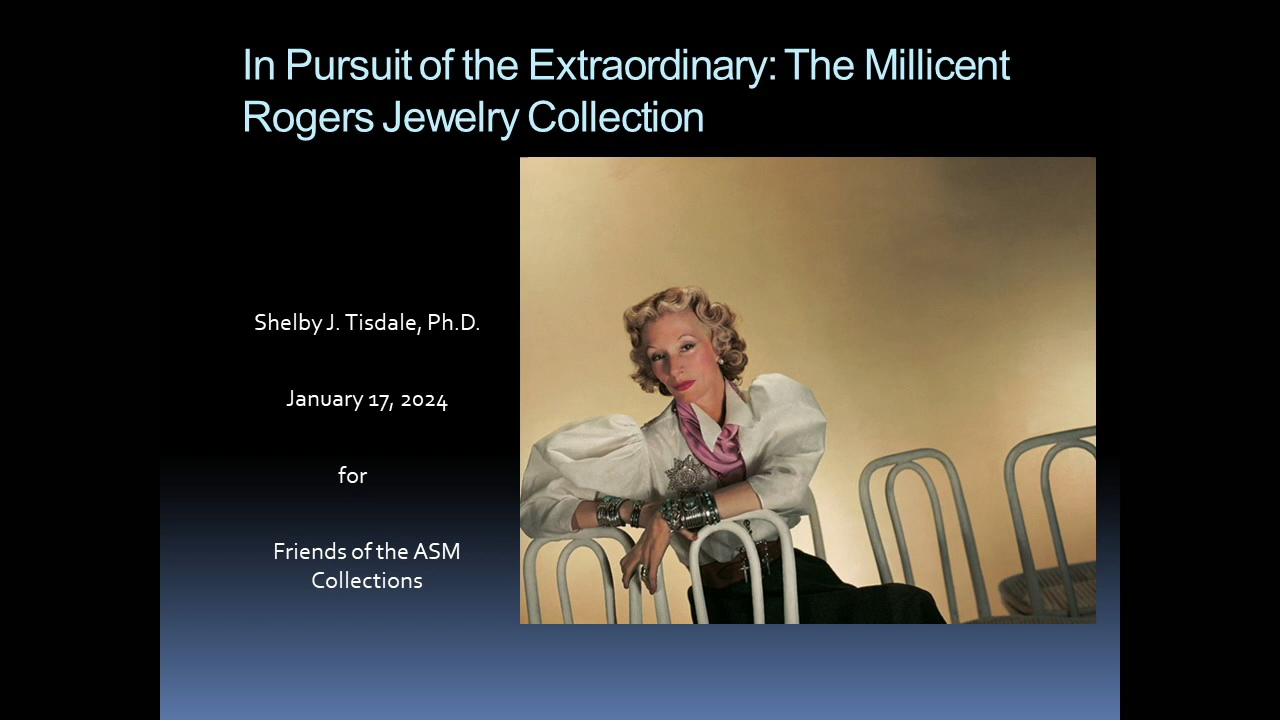 In Pursuit of the Extraordinary: The Millicent
Rogers Jewelry Collection
Shelby J. Tisdale, Ph.D.
January 17, 2024
for
Friends of the ASM
Collections